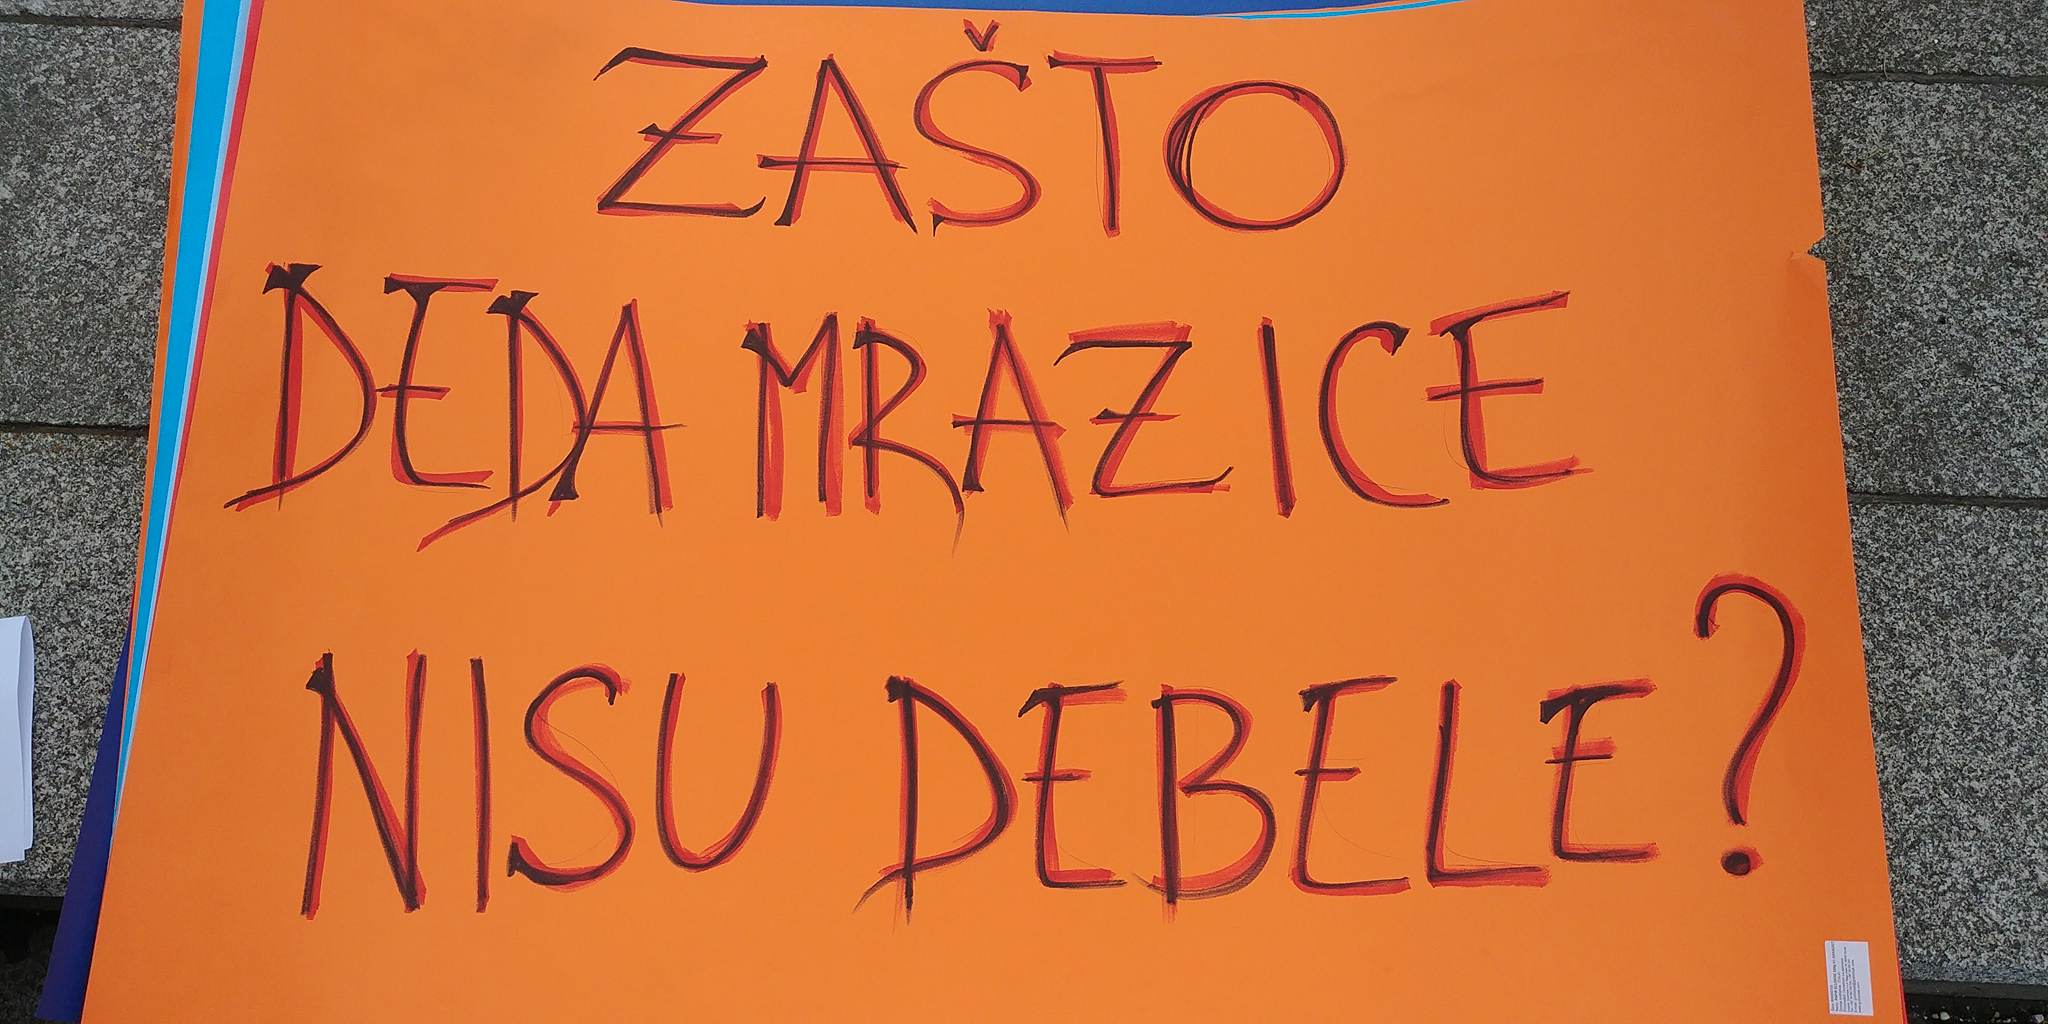 ZAŠTO
DEDA MRAZICE
NISU DEBELE?